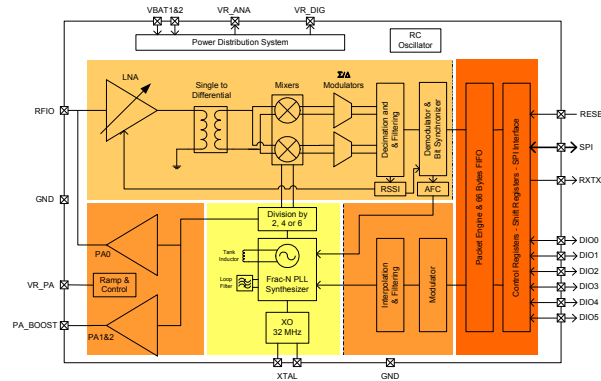 VBAT1&2
VR_ANA
VR_DIG
Power Distribution System
RC
Oscillator
LNA
Single to
Differential
Mixers
Σ/Δ
Modulators
Decimation and
& Filtering
Demodulator &
Bit Synchronizer
RFIO
RSSI
AFC
GND
Division by
2, 4 or 6
Tank
Inductor
Loop
Filter
Frac-N PLL
Synthesizer
XO
32 MHz
XTAL
PA0
VR_PA
Ramp &
Control
PA_BOOST
PA1&2
Interpolation
& Filtering
Modulator
GND
Packet Engine & 66 Bytes FIFO
Control Registers - Shift Registers - SPI Interface
RESE
SPI
RXTX
DIO0
DIO1
DIO2
DIO3
DIO4
DIO5